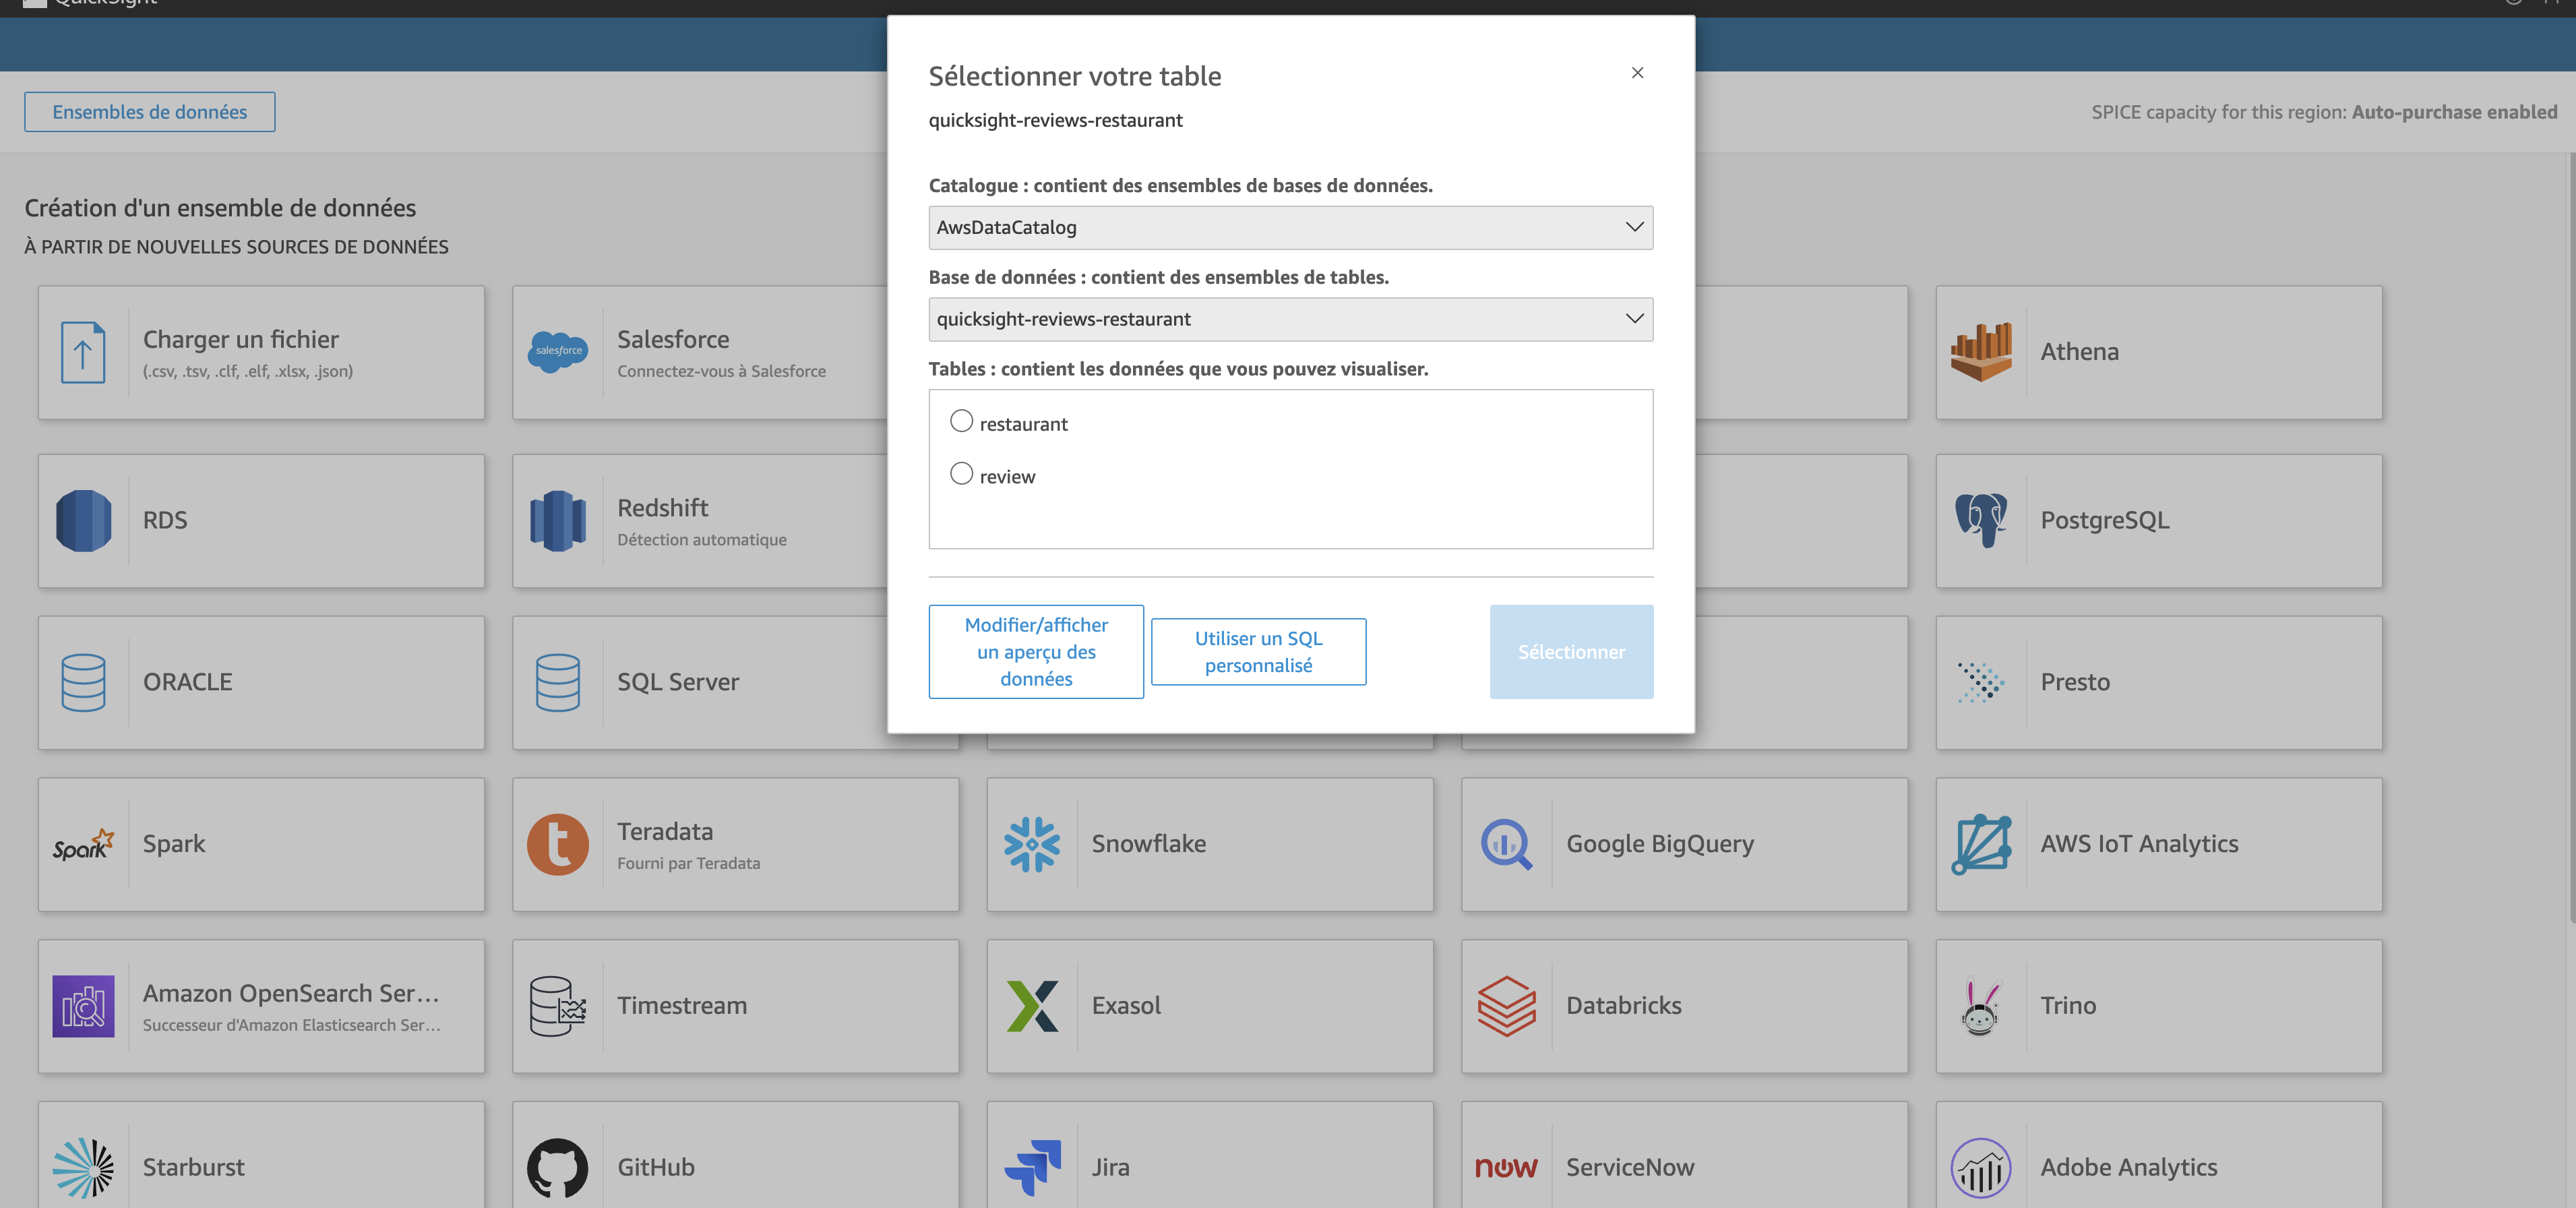 QuickSight
Ensembles de données
SPICE capacity for this region: Auto-purchase enabled
Création d'un ensemble de données
À PARTIR DE NOUVELLES SOURCES DE DONNÉES
Sélectionner votre table
quicksight-reviews-restaurant
Catalogue : contient des ensembles de bases de données.
AwsDataCatalog
Base de données : contient des ensembles de tables.
quicksight-reviews-restaurant
Tables : contient les données que vous pouvez visualiser.
restaurant
review
Modifier/afficher
un aperçu des
données
Utiliser un SQL
personnalisé
Sélectionner
Charger un fichier
(.csv, .tsv, .clf, .elf, .xlsx, .json)
salesforce
Salesforce
Connectez-vous à Salesforce
Athena
RDS
Redshift
Détection automatique
PostgreSQL
ORACLE
SQL Server
Presto
Spark
Spark
t
Teradata
Fourni par Teradata
Snowflake
Google BigQuery
AWS IoT Analytics
Amazon OpenSearch Ser...
Successeur d'Amazon Elasticsearch Ser...
Timestream
Exasol
Databricks
Trino
Starburst
GitHub
Jira
now
ServiceNow
Adobe Analytics